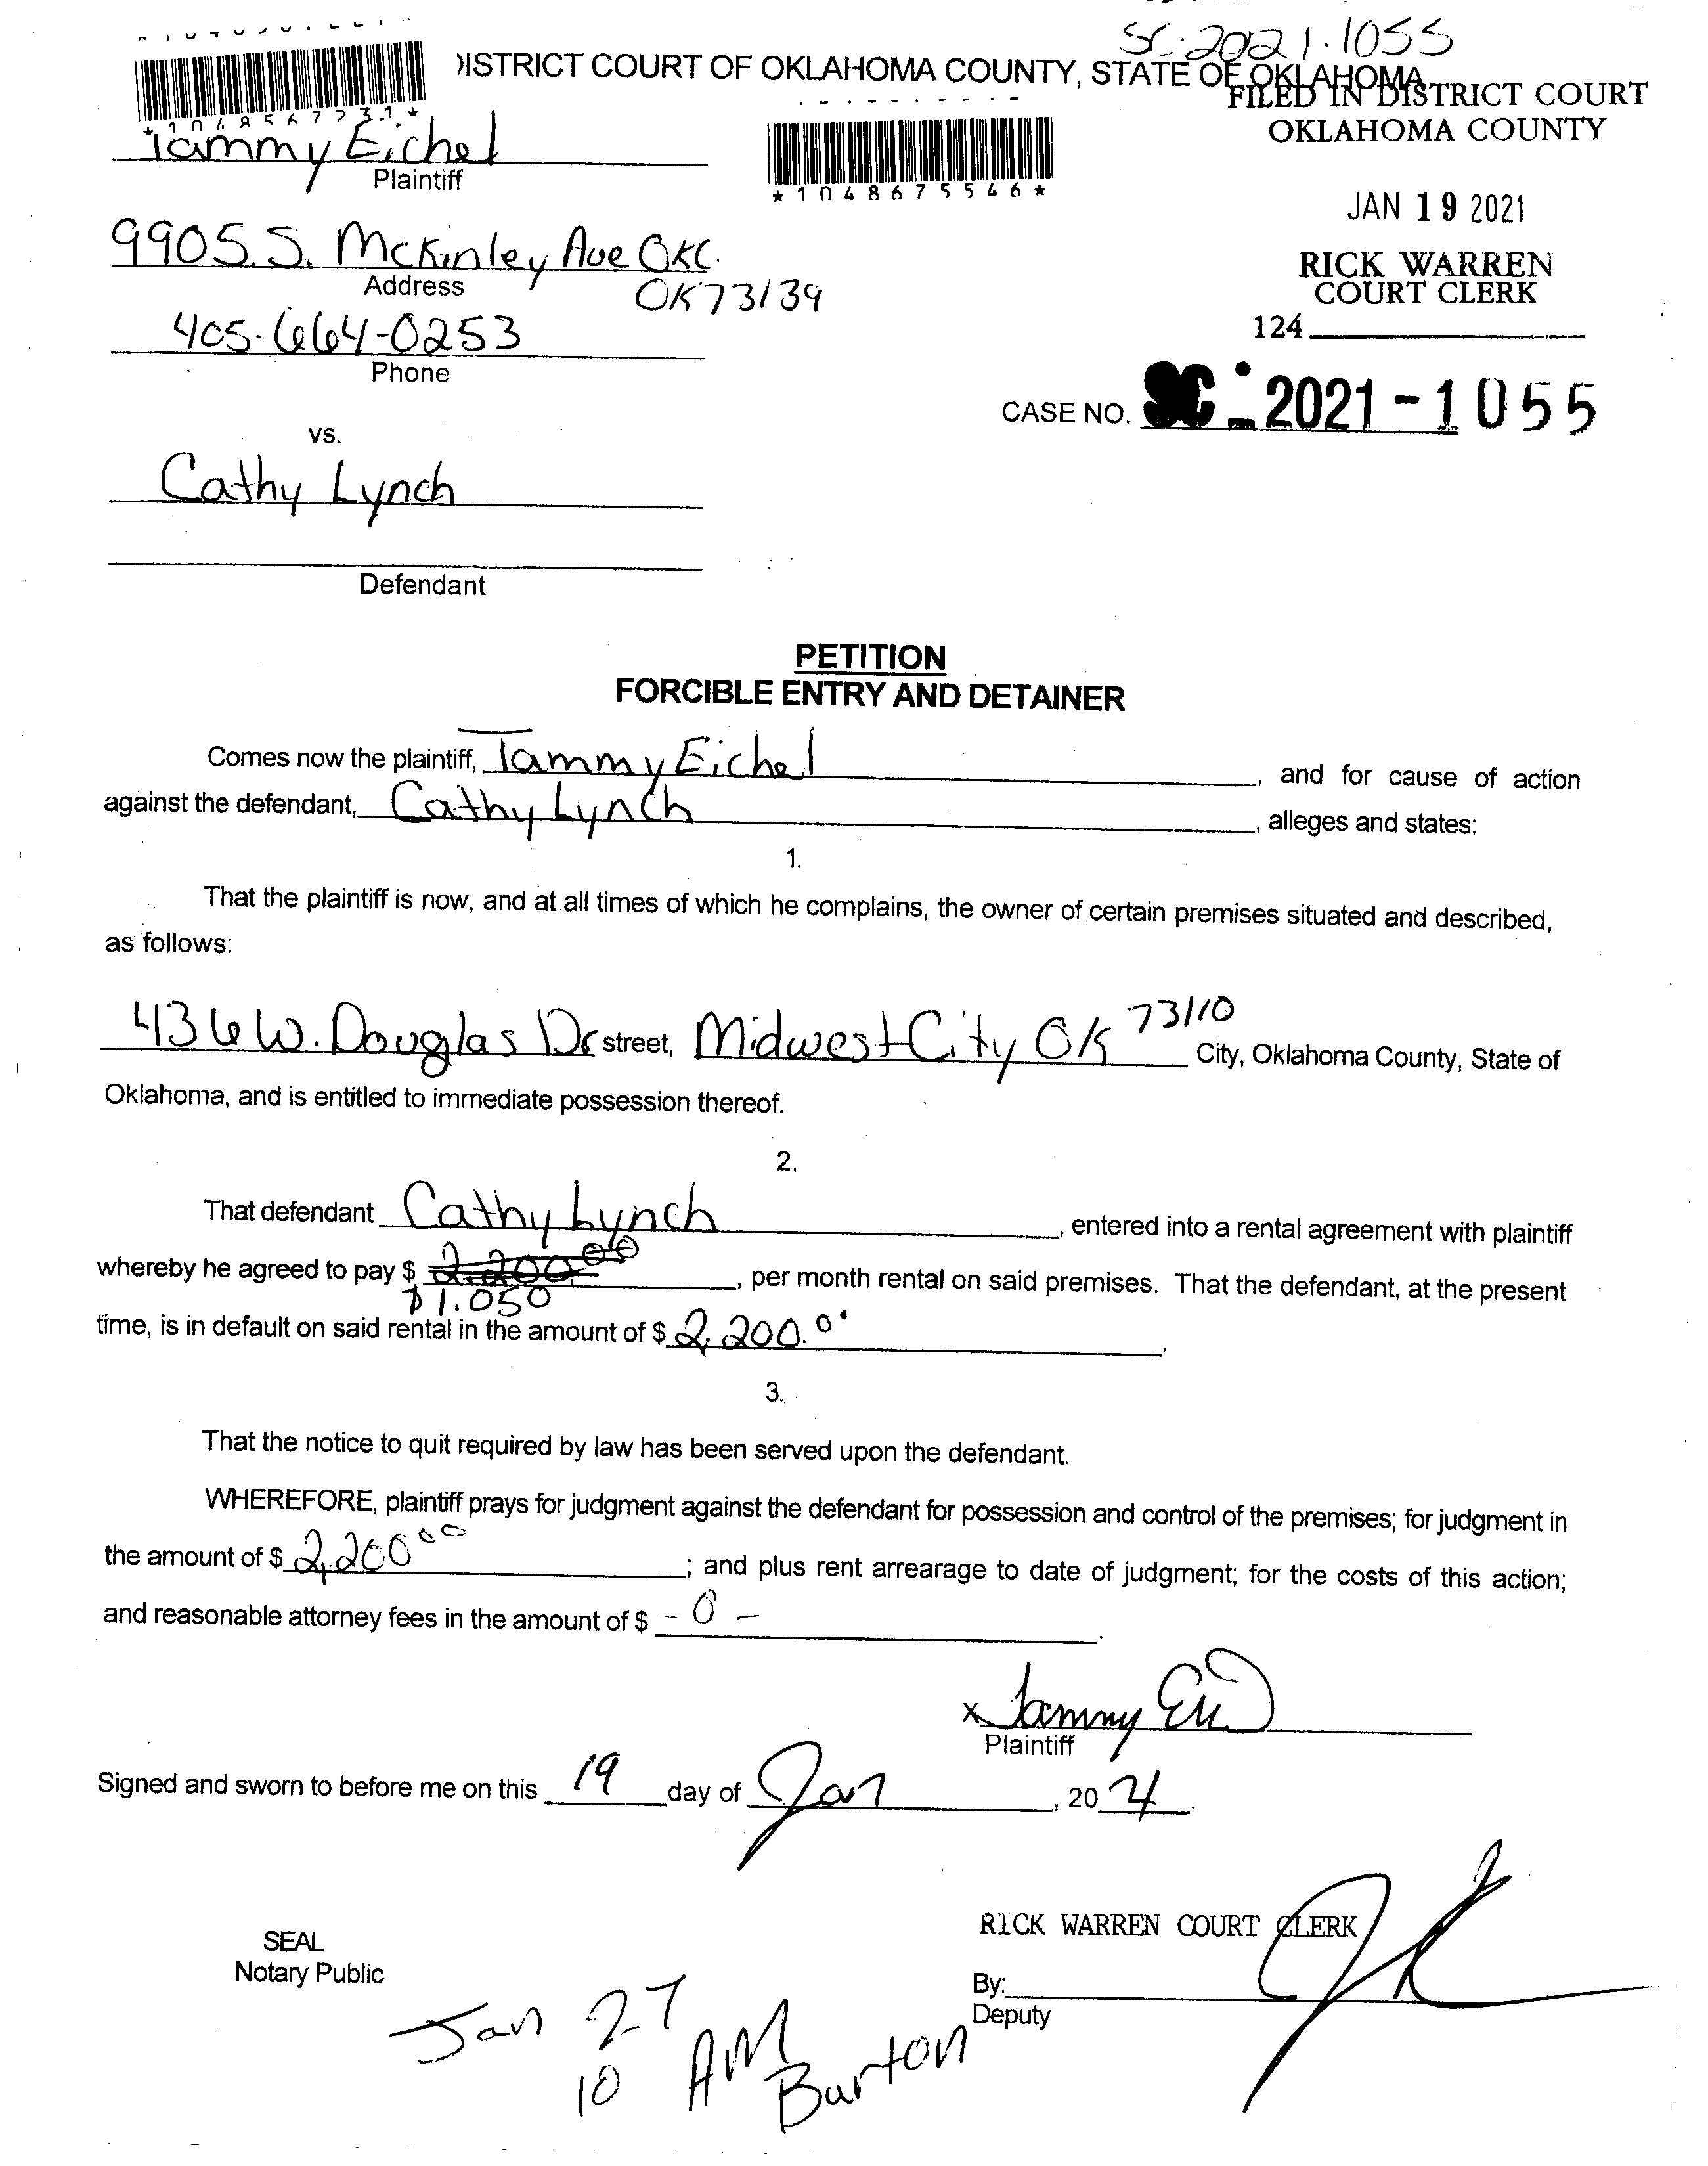 SC-2021-1055
DISTRICT COURT OF OKLAHOMA COUNTY, STATE OF OKLAHOMA
FILED IN DISTRICT COURT
OKLAHOMA COUNTY
*1048567231*
*1048675546*
Tammy Eichel
Plaintiff
JAN 19 2021
9905 S. McKinley Ave OKC.
Address
OK 73139
RICK WARREN
COURT CLERK
405-664-0253
124
Phone
CASE NO. SC - 2021 - 1055
vs.
Cathy Lynch
Defendant
PETITION
FORCIBLE ENTRY AND DETAINER
Comes now the plaintiff, Tammy Eichel, and for cause of action
against the defendant, Cathy Lynch, alleges and states:
1.
That the plaintiff is now, and at all times of which he complains, the owner of certain premises situated and described,
as follows:
436 W. Douglas Dr street, Midwest City OK 73110 City, Oklahoma County, State of
Oklahoma, and is entitled to immediate possession thereof.
2.
That defendant Cathy Lynch, entered into a rental agreement with plaintiff
whereby he agreed to pay $ 2,200.00, per month rental on said premises. That the defendant, at the present
$1.050
time, is in default on said rental in the amount of $ 2,200.00.
3.
That the notice to quit required by law has been served upon the defendant.
WHEREFORE, plaintiff prays for judgment against the defendant for possession and control of the premises; for judgment in
the amount of $ 2,200 00; and plus rent arrearage to date of judgment; for the costs of this action;
and reasonable attorney fees in the amount of $ - 0 -.
x Tammy
Plaintiff
Signed and sworn to before me on this 19 day of Jan, 2021.
RICK WARREN COURT CLERK
SEAL
Notary Public
By:
Deputy
Jan 27
10 AM
Burton